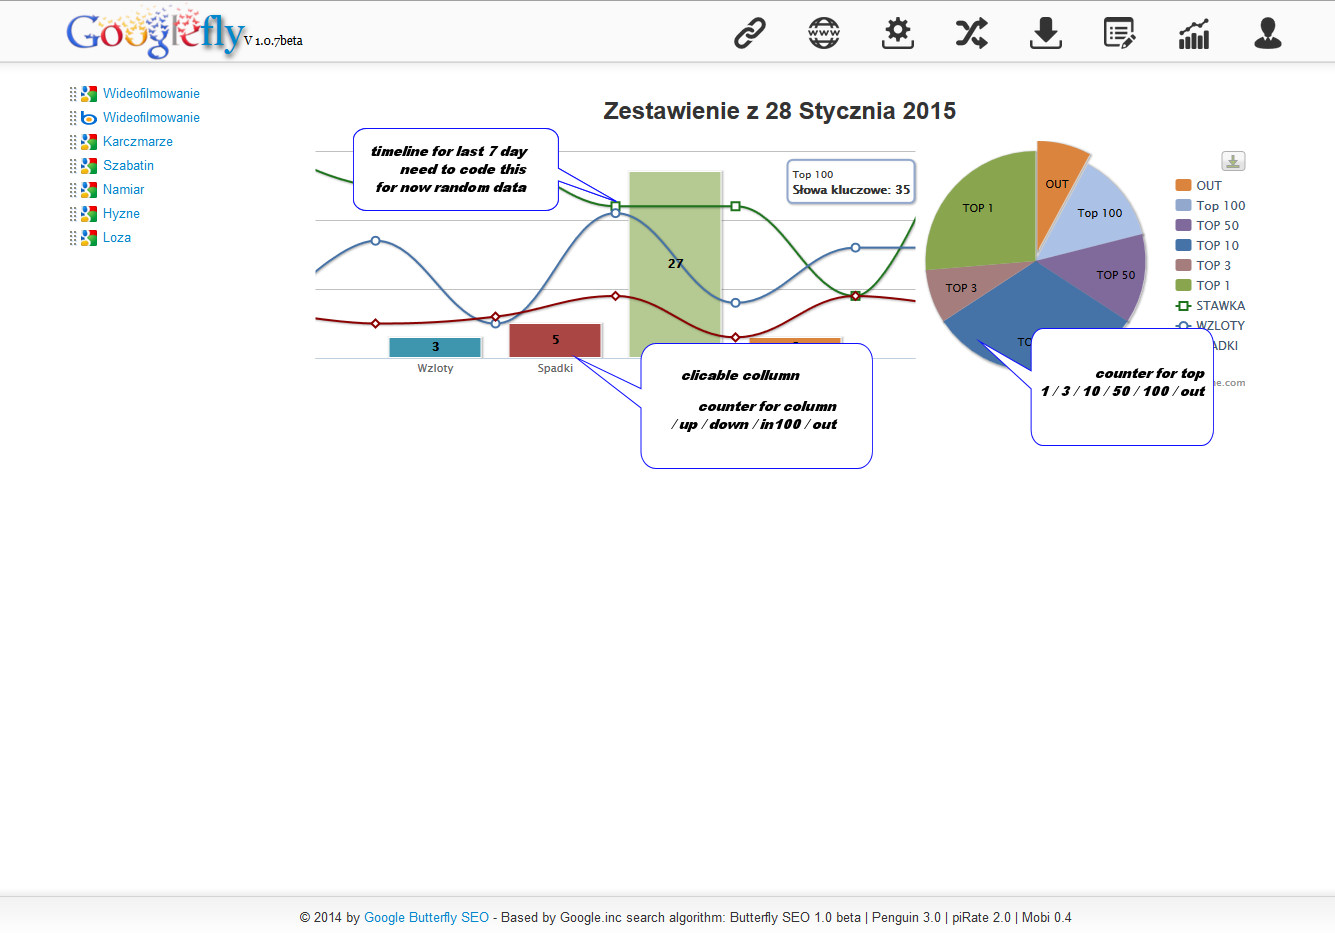 Googlefly V 1.0.7beta
www
Wideofilmowanie
Wideofilmowanie
Karczmarze
Szabatin
Namiar
Hyzne
Loza
Zestawienie z 28 Stycznia 2015
timeline for last 7 day
need to code this
for now random data
Top 100
Słowa kluczowe: 35
27
3
5
Wzloty
Spadki
clicable collumn
counter for column
/ up / down / in100 / out
OUT
Top 100
TOP 50
TOP 3
TOP 1
counter for top
1 / 3 / 10 / 50 / 100 / out
OUT
Top 100
TOP 50
TOP 10
TOP 3
TOP 1
STAWKA
WZLOTY
ADKI
ne.com
© 2014 by Google Butterfly SEO - Based by Google.inc search algorithm: Butterfly SEO 1.0 beta | Penguin 3.0 | piRate 2.0 | Mobi 0.4